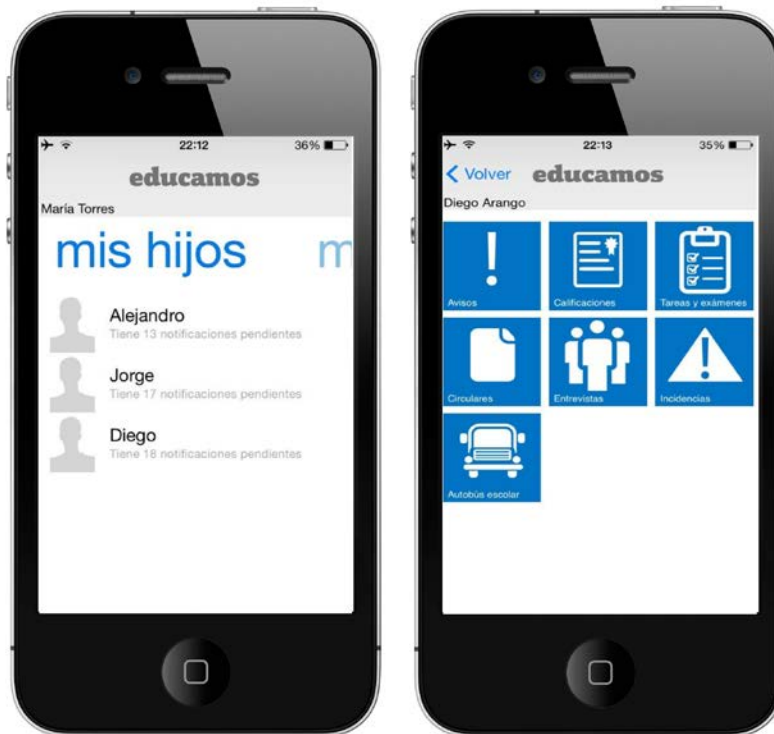 22:12 36%
educamos
María Torres
mis hijos m
Alejandro
Tiene 13 notificaciones pendientes
Jorge
Tiene 17 notificaciones pendientes
Diego
Tiene 18 notificaciones pendientes
22:13 35%
Volver educamos
Diego Arango
Avisos Calificaciones Tareas y exámenes
Circulares Entrevistas Incidencias
Autobús escolar